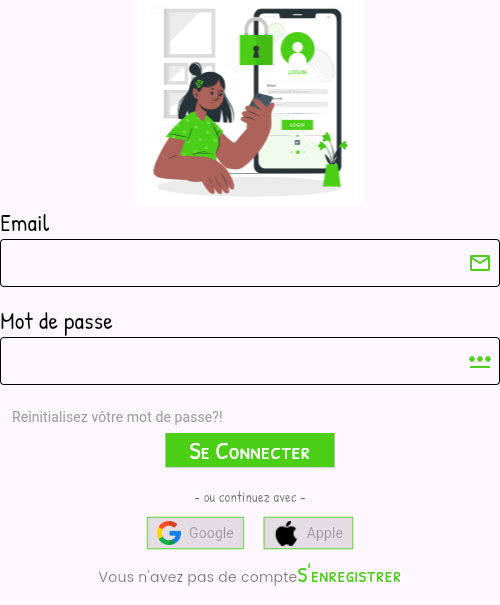 LOGIN
Email
LOGIN
Email
Mot de passe
Reinitialisez vôtre mot de passe?!
Se Connecter
- ou continuez avec -
Google
Apple
Vous n'avez pas de compteS'enregistrer